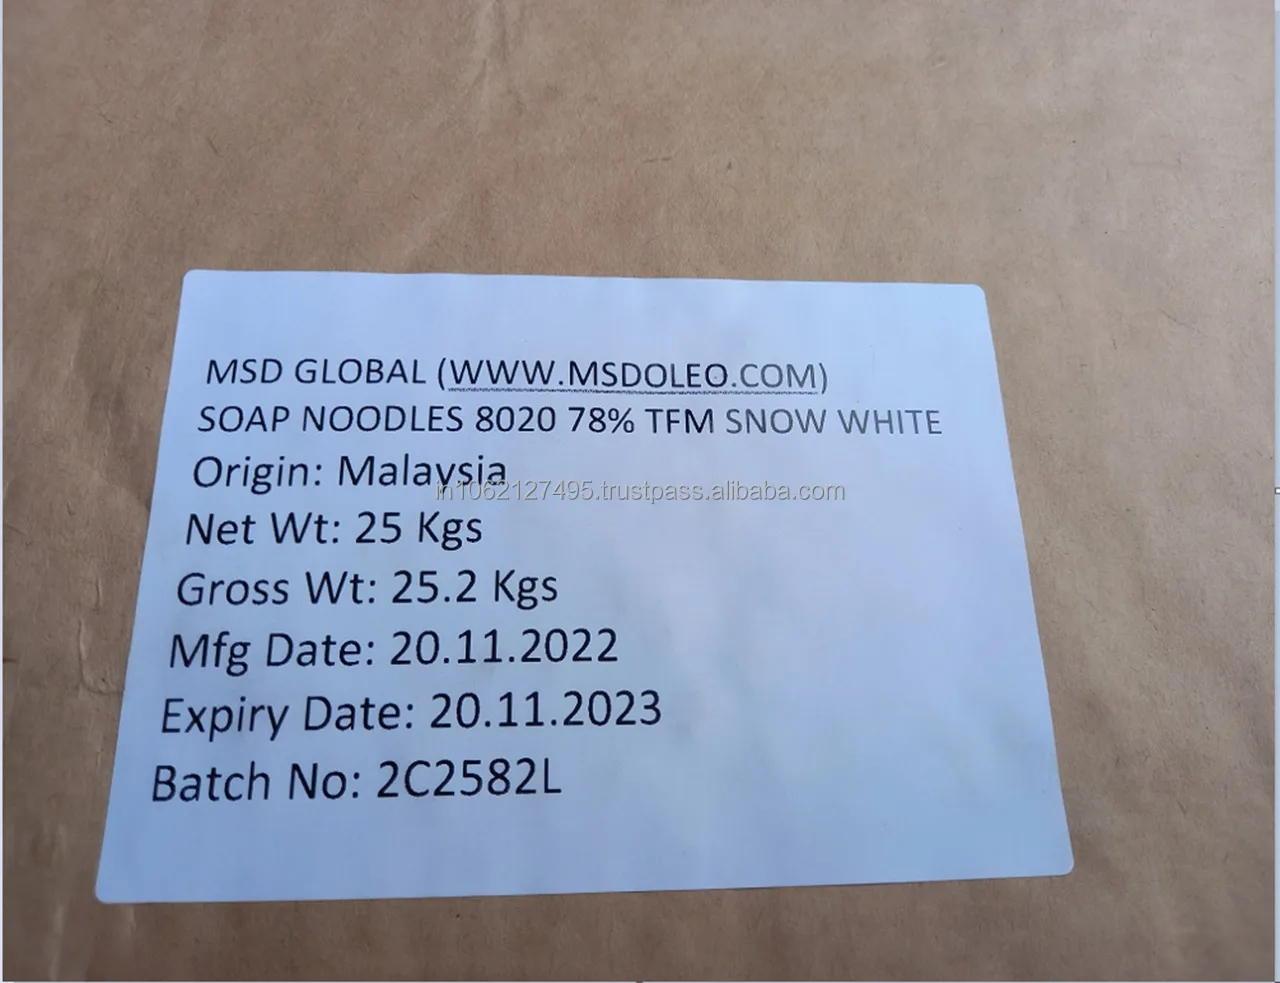 MSD GLOBAL (WWW.MSDOLEO.COM)
SOAP NOODLES 8020 78% TFM SNOW WHITE
Origin: Malaysia
in1062127495.trustpass.alibaba.com
Net Wt: 25 Kgs
Gross Wt: 25.2 Kgs
Mfg Date: 20.11.2022
Expiry Date: 20.11.2023
Batch No: 2C2582L